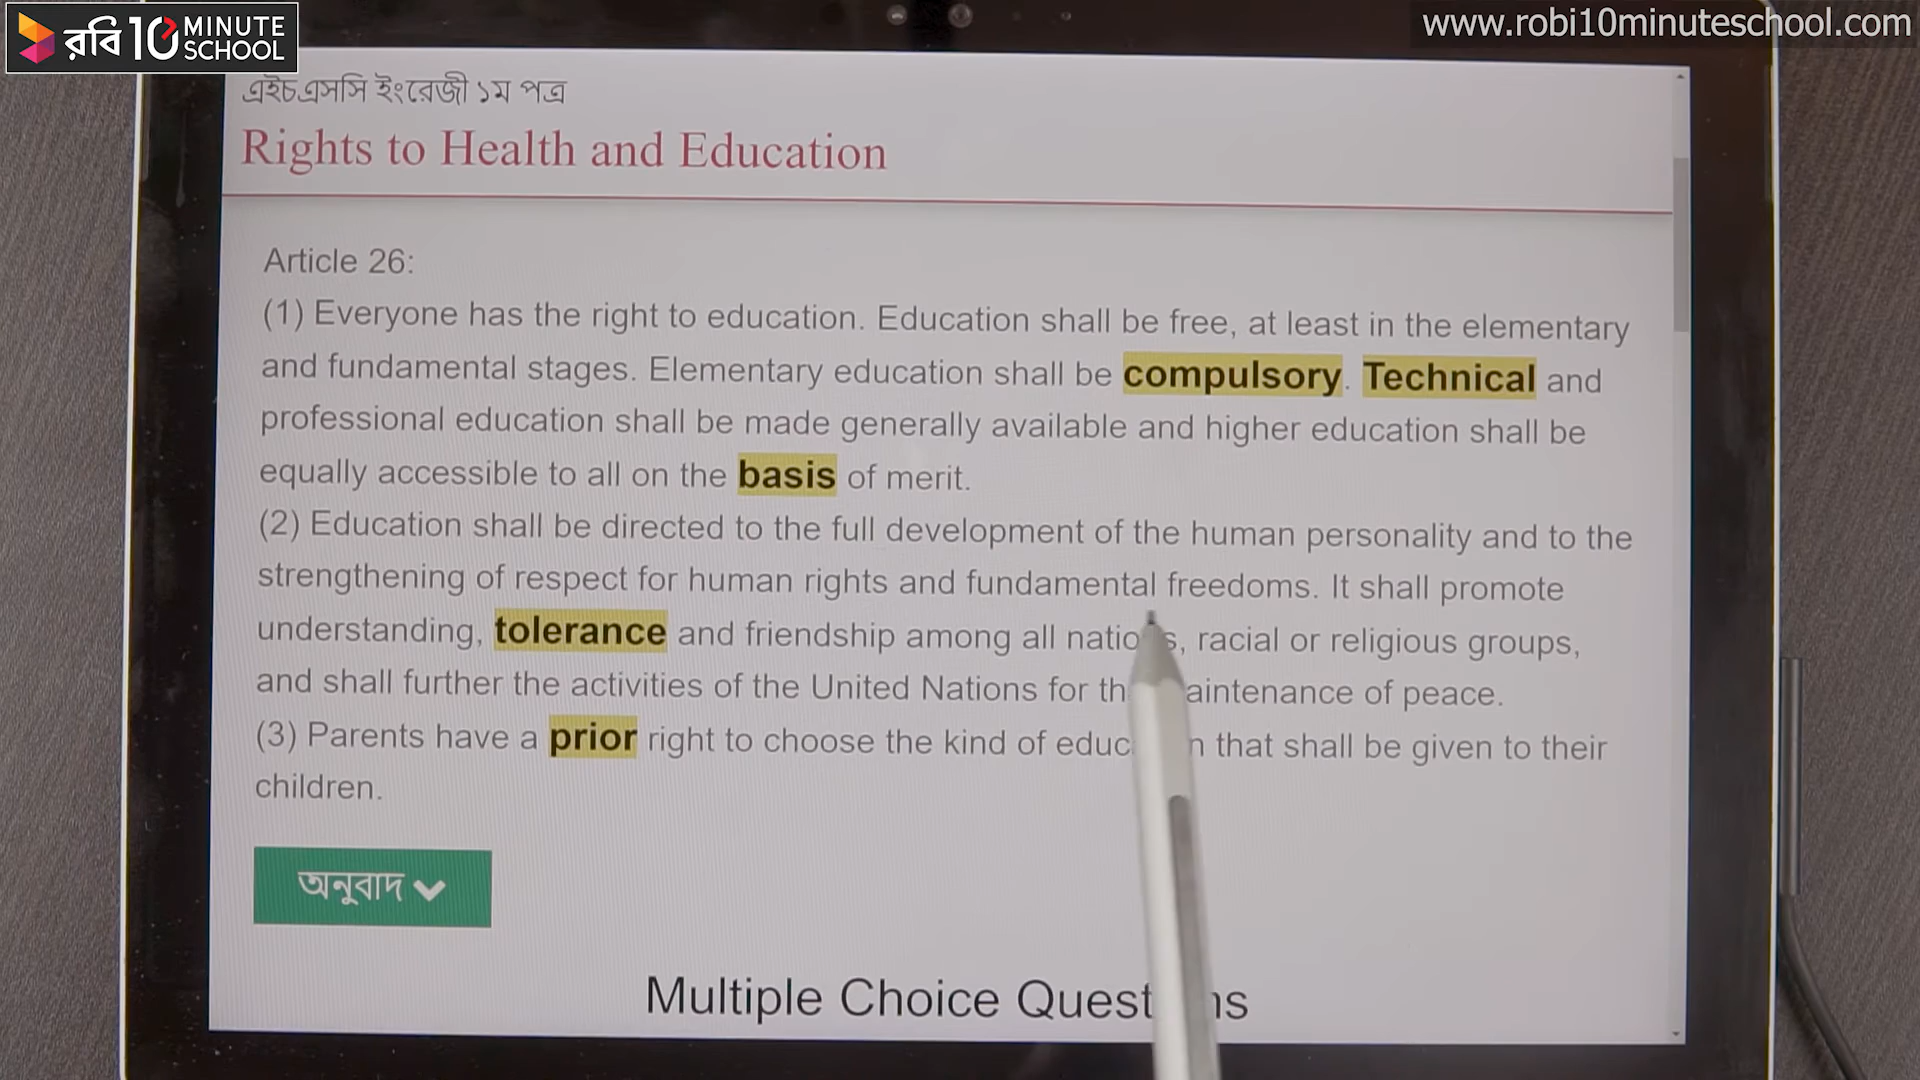 রবি 10 MINUTE SCHOOL
www.robi10minuteschool.com
এইচএসসি ইংরেজী ১ম পত্র
Rights to Health and Education
Article 26:
(1) Everyone has the right to education. Education shall be free, at least in the elementary
and fundamental stages. Elementary education shall be compulsory. Technical and
professional education shall be made generally available and higher education shall be
equally accessible to all on the basis of merit.
(2) Education shall be directed to the full development of the human personality and to the
strengthening of respect for human rights and fundamental freedoms. It shall promote
understanding, tolerance and friendship among all nations, racial or religious groups,
and shall further the activities of the United Nations for the maintenance of peace.
(3) Parents have a prior right to choose the kind of education that shall be given to their
children.
অনুবাদ
Multiple Choice Questions